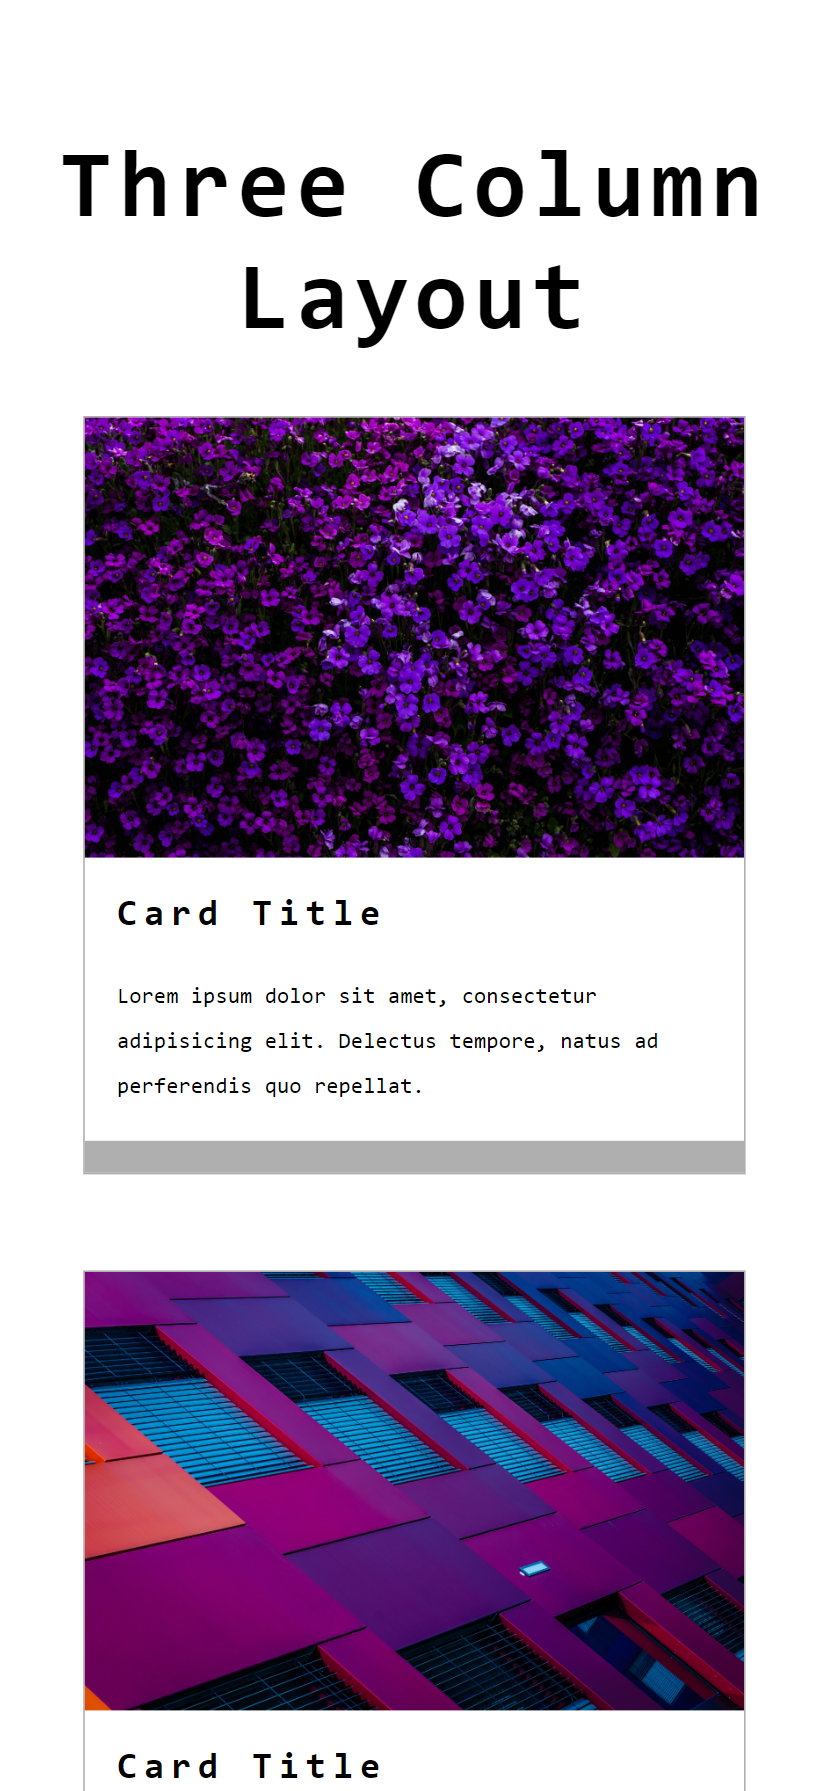 Three Column
Layout
Card Title
Lorem ipsum dolor sit amet, consectetur
adipisicing elit. Delectus tempore, natus ad
perferendis quo repellat.
Card Title